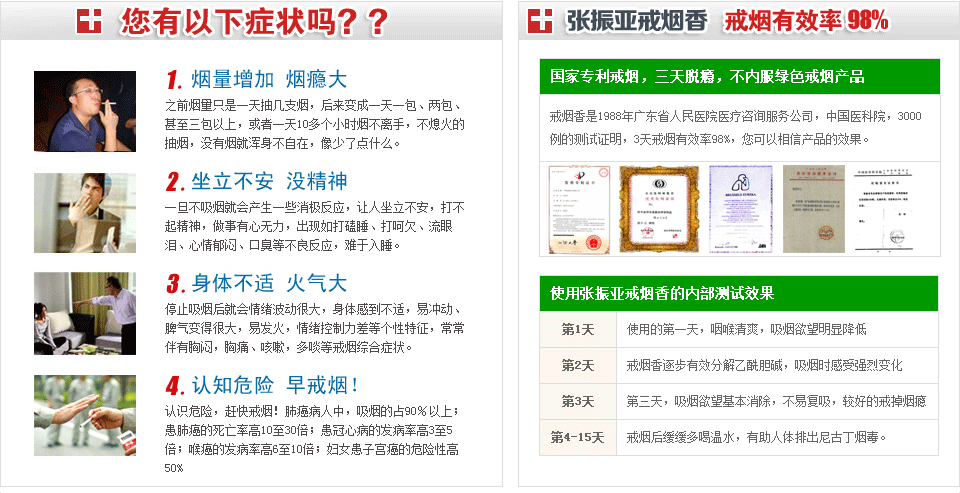 您有以下症状吗？？
1. 烟量增加 烟瘾大
之前烟量只是一天抽几支烟，后来变成一天一包、两包、
甚至三包以上，或者一天10多个小时烟不离手，不熄火的
抽烟，没有烟就浑身不自在，像少了点什么。
2. 坐立不安 没精神
一旦不吸烟就会产生一些消极反应，让人坐立不安，打不
起精神，做事有心无力，出现如打磕睡、打呵欠、流眼
泪、心情郁闷、口臭等不良反应，难于入睡。
3. 身体不适 火气大
停止吸烟后就会情绪波动很大，身体感到不适，易冲动、
脾气变得很大，易发火，情绪控制力差等个性特征，常常
伴有胸闷，胸痛、咳嗽，多痰等戒烟综合症状。
4. 认知危险 早戒烟！
认识危险，赶快戒烟！肺癌病人中，吸烟的占90%以上；
患肺癌的死亡率高10至30倍；患冠心病的发病率高3至5
倍；喉癌的发病率高6至10倍；妇女患子宫癌的危险性高
50%
张振亚戒烟香 戒烟有效率 98%
国家专利戒烟，三天脱瘾，不内服绿色戒烟产品
戒烟香是1988年广东省人民医院医疗咨询服务公司，中国医科院，3000
例的测试证明，3天戒烟有效率98%，您可以相信产品的效果。
使用张振亚戒烟香的内部测试效果
第1天 使用的第一天，咽喉清爽，吸烟欲望明显降低
第2天 戒烟香逐步有效分解乙酰胆碱，吸烟时感受强烈变化
第3天 第三天，吸烟欲望基本消除，不易复吸，较好的戒掉烟瘾
第4-15天 戒烟后缓缓多喝温水，有助人体排出尼古丁烟毒。